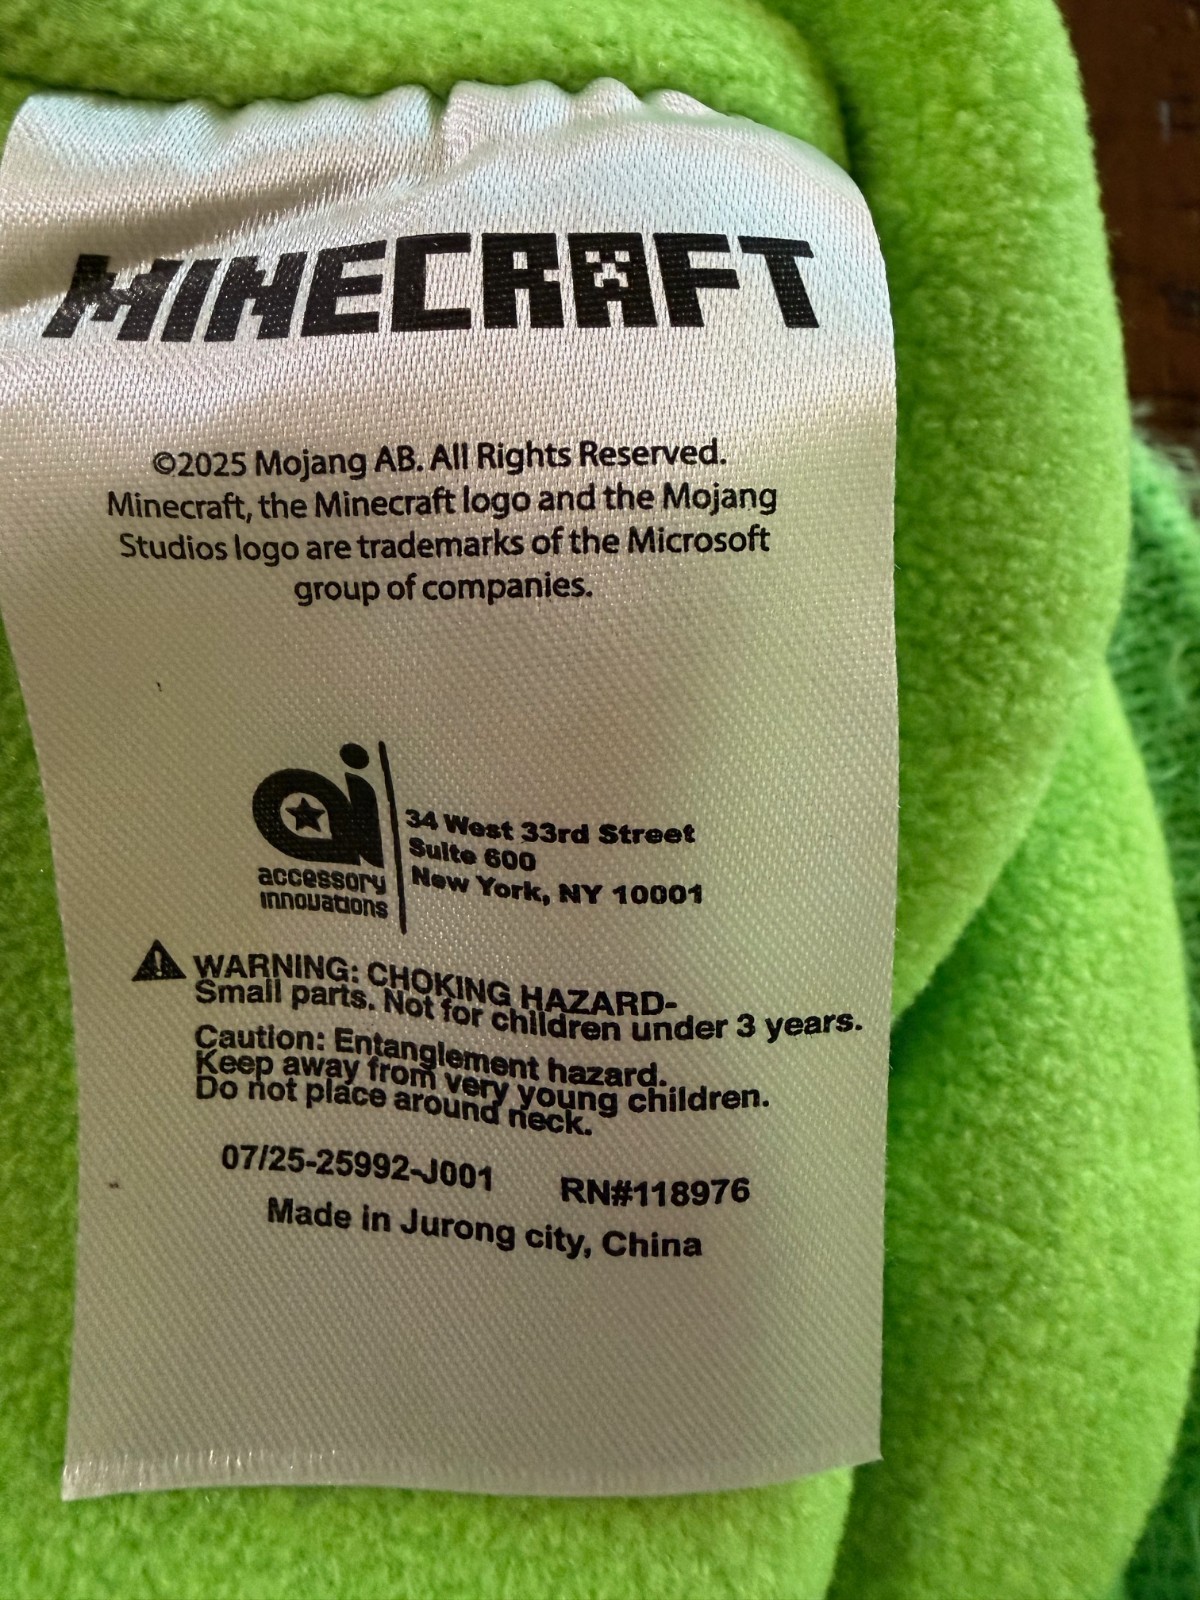 MINECRAFT
©2025 Mojang AB. All Rights Reserved.
Minecraft, the Minecraft logo and the Mojang
Studios logo are trademarks of the Microsoft
group of companies.
ai
accessory
innovations
34 West 33rd Street
Suite 600
New York, NY 10001
WARNING: CHOKING HAZARD-
Small parts. Not for children under 3 years.
Caution: Entanglement hazard.
Keep away from very young children.
Do not place around neck.
07/25-25992-J001 RN#118976
Made in Jurong city, China